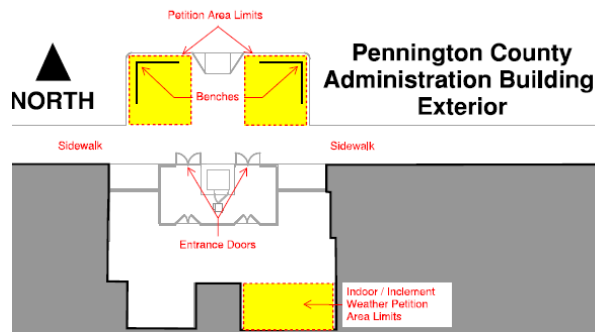 Petition Area Limits
Pennington County
Administration Building
Exterior
NORTH
Benches
Sidewalk
Sidewalk
Entrance Doors
Indoor / Inclement
Weather Petition
Area Limits